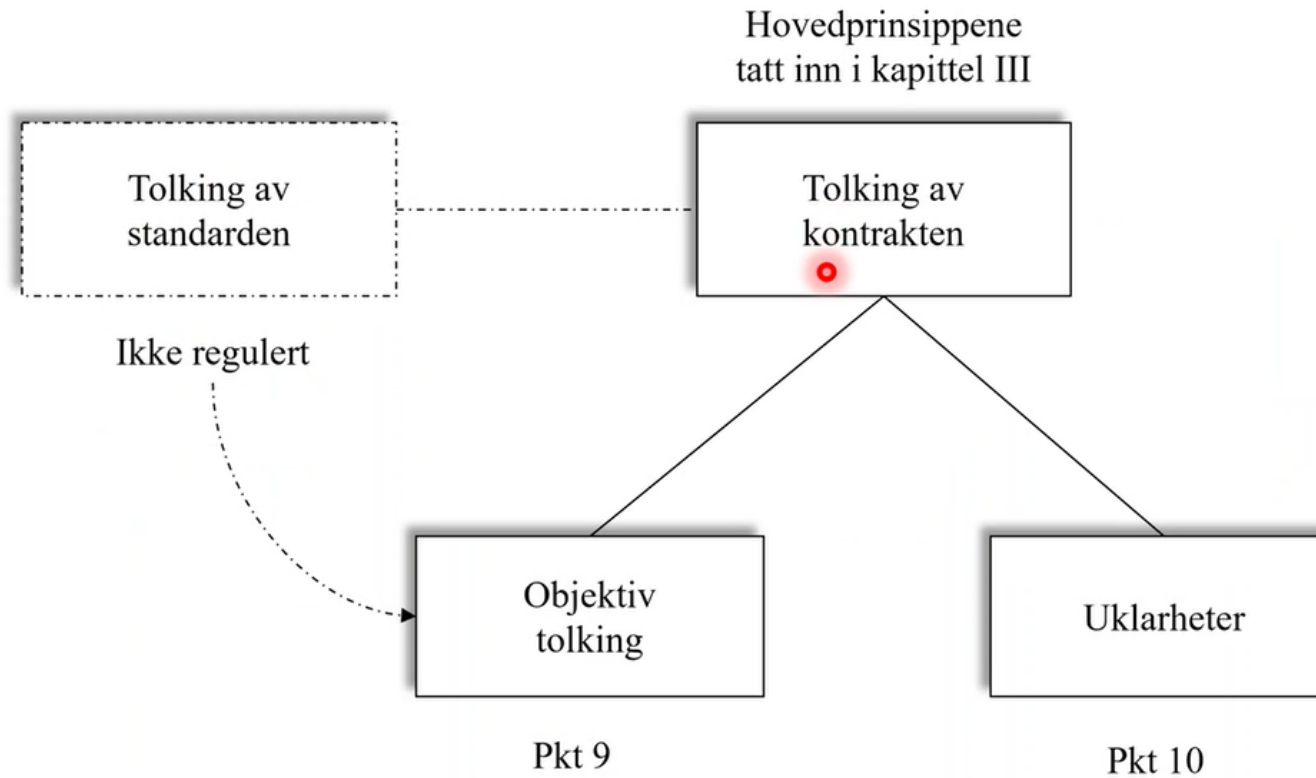 Hovedprinsippene
tatt inn i kapittel III
Tolking av
standarden
Tolking av
kontrakten
Ikke regulert
Objektiv
tolking
Uklarheter
Pkt 9
Pkt 10